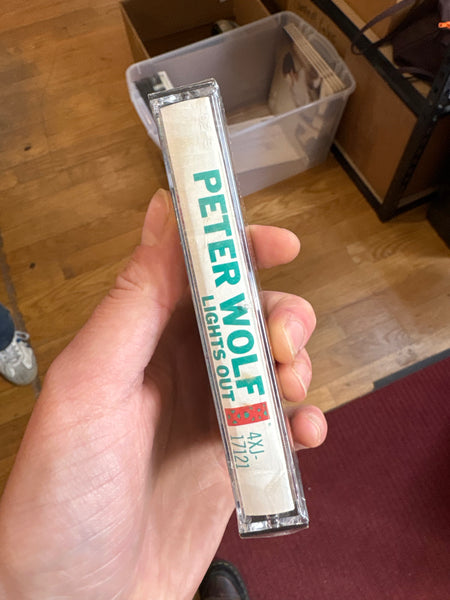 PETER WOLF
LIGHTS OUT
4XJ-
17121